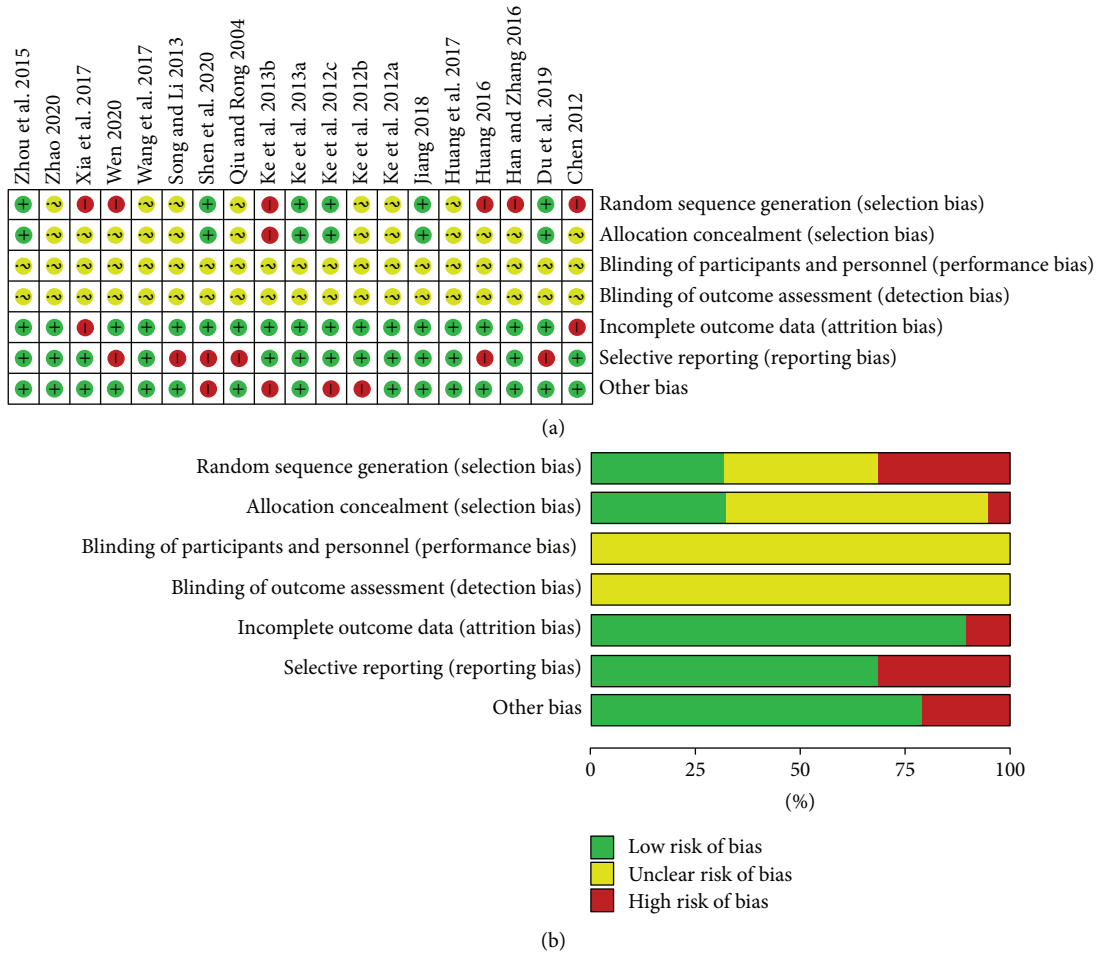 Zhou et al. 2015
Zhao 2020
Xia et al. 2017
Wen 2020
Wang et al. 2017
Song and Li 2013
Shen et al. 2020
Qiu and Rong 2004
Ke et al. 2013b
Ke et al. 2013a
Ke et al. 2012c
Ke et al. 2012b
Ke et al. 2012a
Jiang 2018
Huang et al. 2017
Huang 2016
Han and Zhang 2016
Du et al. 2019
Chen 2012
+ ? – – ? ? + ? – + + ? ? + ? – – + – Random sequence generation (selection bias)
+ ? ? ? ? ? + ? – + + ? ? + ? ? ? + ? Allocation concealment (selection bias)
? ? ? ? ? ? ? ? ? ? ? ? ? ? ? ? ? ? ? Blinding of participants and personnel (performance bias)
? ? ? ? ? ? ? ? ? ? ? ? ? ? ? ? ? ? ? Blinding of outcome assessment (detection bias)
+ + – + + + + + + + + + + + + + + + – Incomplete outcome data (attrition bias)
+ + + – + – – – + + + + + + + – + – + Selective reporting (reporting bias)
+ + + + + + – + – + – – + + + + + + + Other bias
(a)
Random sequence generation (selection bias)
Allocation concealment (selection bias)
Blinding of participants and personnel (performance bias)
Blinding of outcome assessment (detection bias)
Incomplete outcome data (attrition bias)
Selective reporting (reporting bias)
Other bias
0 25 50 75 100
(%)
Low risk of bias
Unclear risk of bias
High risk of bias
(b)